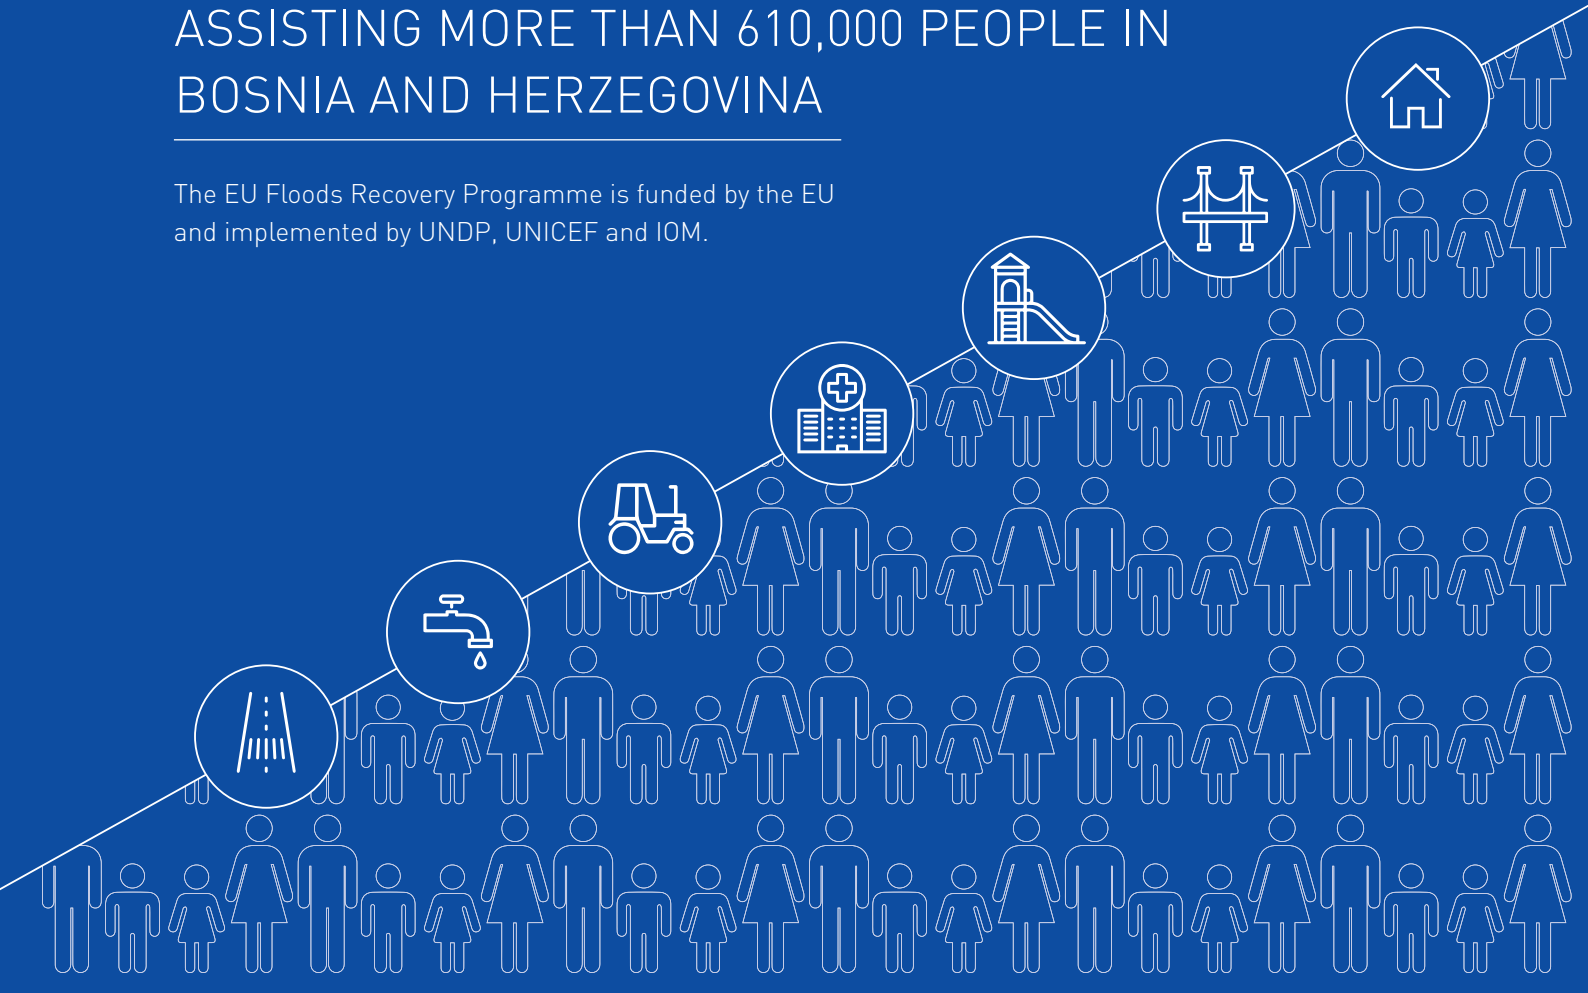 ASSISTING MORE THAN 610,000 PEOPLE IN
BOSNIA AND HERZEGOVINA
The EU Floods Recovery Programme is funded by the EU
and implemented by UNDP, UNICEF and IOM.